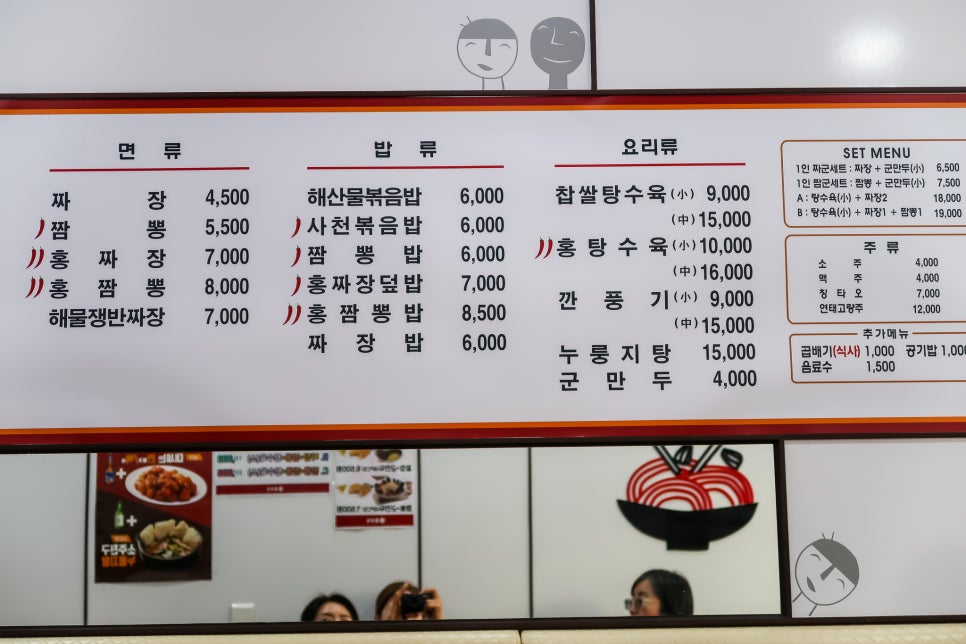 면 류
짜 장 4,500
짬 뽕 5,500
홍 짜 장 7,000
홍 짬 뽕 8,000
해물쟁반짜장 7,000
밥 류
해산물볶음밥 6,000
사천볶음밥 6,000
짬 뽕 밥 6,000
홍짜장덮밥 7,000
홍 짬 뽕 밥 8,500
짜 장 밥 6,000
요리류
찹쌀탕수육(小) 9,000
(中) 15,000
홍탕수육(小) 10,000
(中) 16,000
깐 풍 기(小) 9,000
(中) 15,000
누룽지탕 15,000
군 만 두 4,000
SET MENU
1인 짜군세트 : 짜장 + 군만두(小) 6,500
1인 짬군세트 : 짬뽕 + 군만두(小) 7,500
A : 탕수육(小) + 짜장2 18,000
B : 탕수육(小) + 짜장1 + 짬뽕1 19,000
주 류
소 주 4,000
맥 주 4,000
칭 타 오 7,000
연태고량주 12,000
추가메뉴
곱배기(식사) 1,000 공기밥 1,000
음료수 1,500